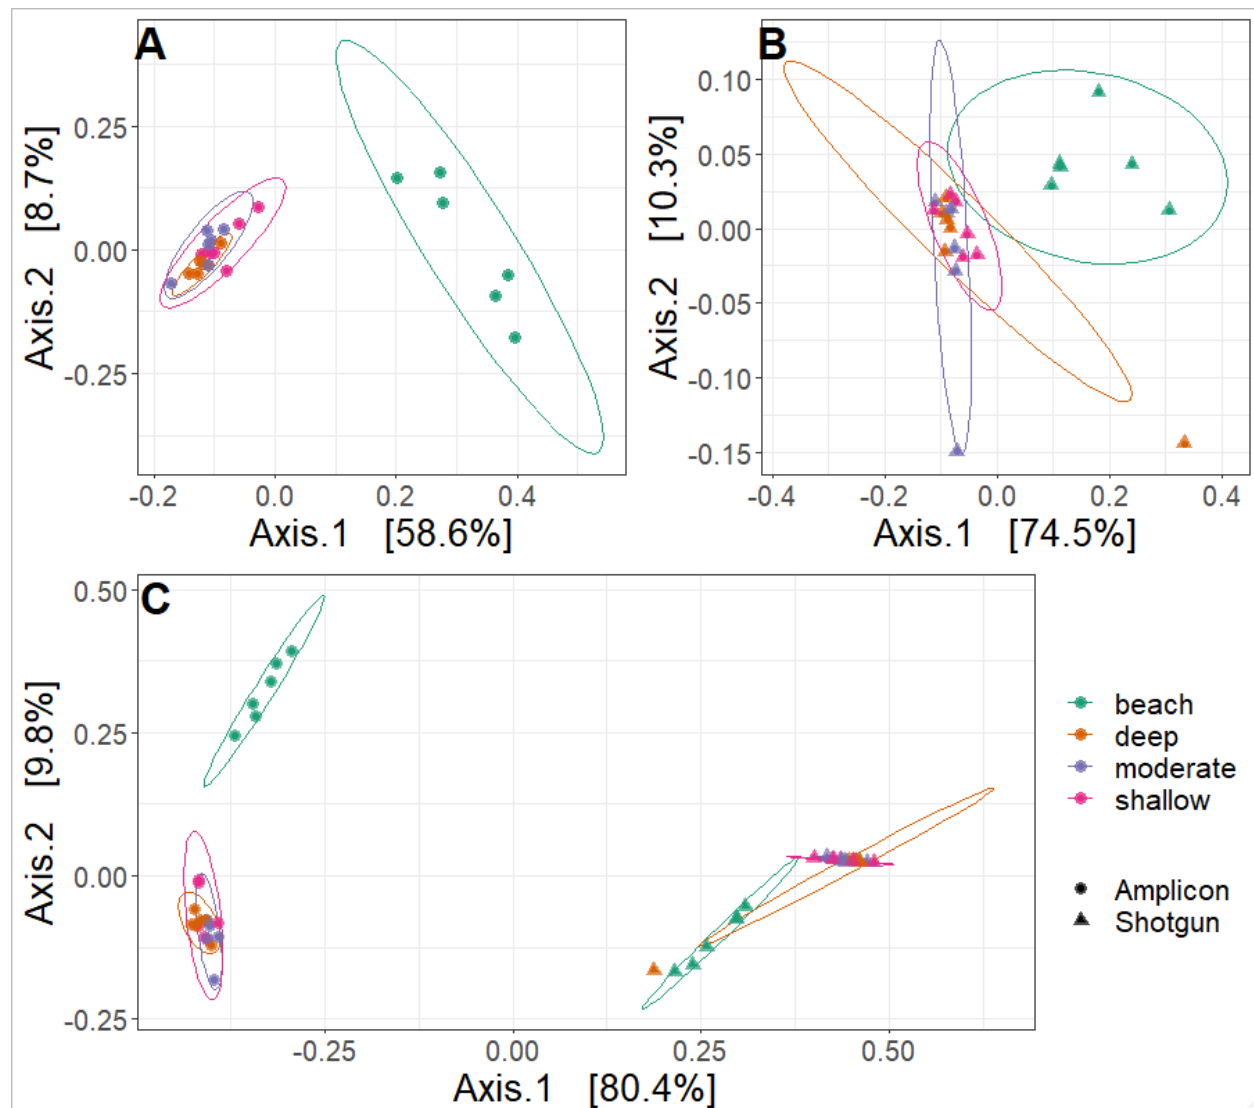 A
0.25
0.00
-0.25
Axis.2 [8.7%]
-0.2 0.0 0.2 0.4
Axis.1 [58.6%]
B
0.10
0.05
0.00
-0.05
-0.10
-0.15
Axis.2 [10.3%]
-0.4 -0.2 0.0 0.2 0.4
Axis.1 [74.5%]
C
0.50
0.25
0.00
-0.25
Axis.2 [9.8%]
-0.25 0.00 0.25 0.50
Axis.1 [80.4%]
beach
deep
moderate
shallow
Amplicon
Shotgun